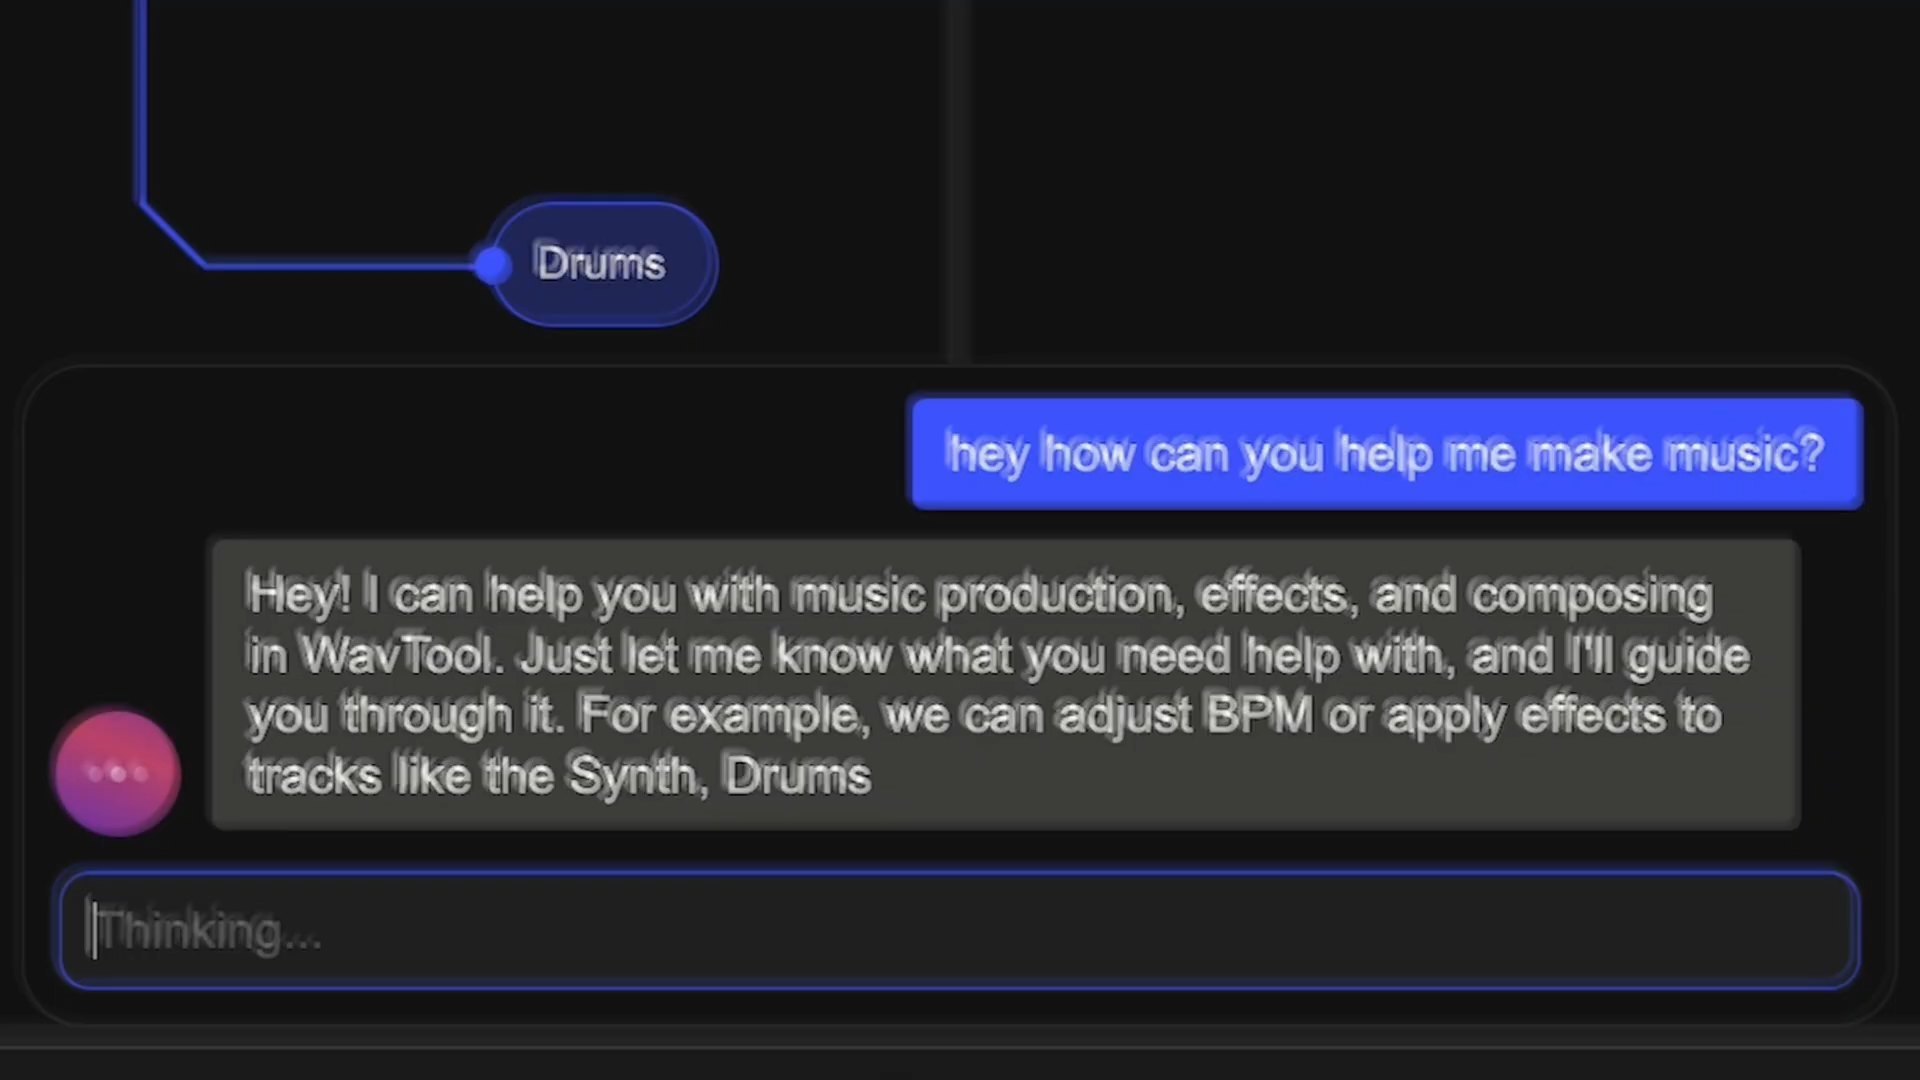 Drums
hey how can you help me make music?
Hey! I can help you with music production, effects, and composing
in WavTool. Just let me know what you need help with, and I'll guide
you through it. For example, we can adjust BPM or apply effects to
tracks like the Synth, Drums
Thinking...